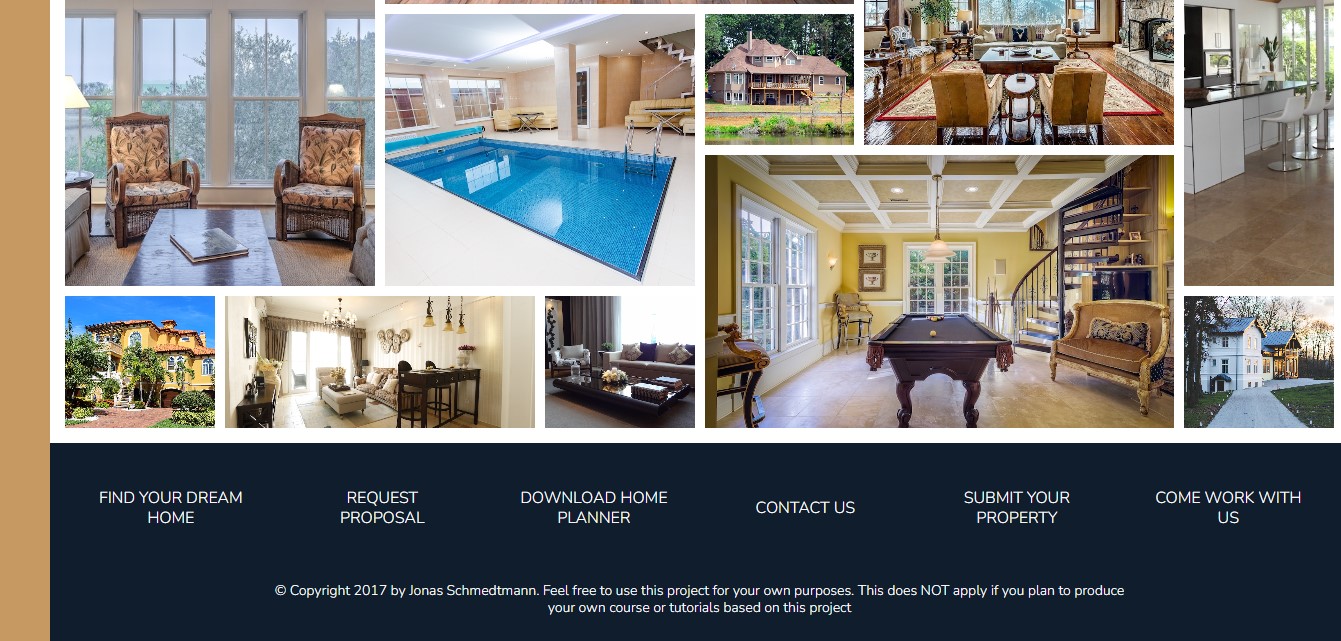 FIND YOUR DREAM
HOME
REQUEST
PROPOSAL
DOWNLOAD HOME
PLANNER
CONTACT US
SUBMIT YOUR
PROPERTY
COME WORK WITH
US
© Copyright 2017 by Jonas Schmedtmann. Feel free to use this project for your own purposes. This does NOT apply if you plan to produce
your own course or tutorials based on this project